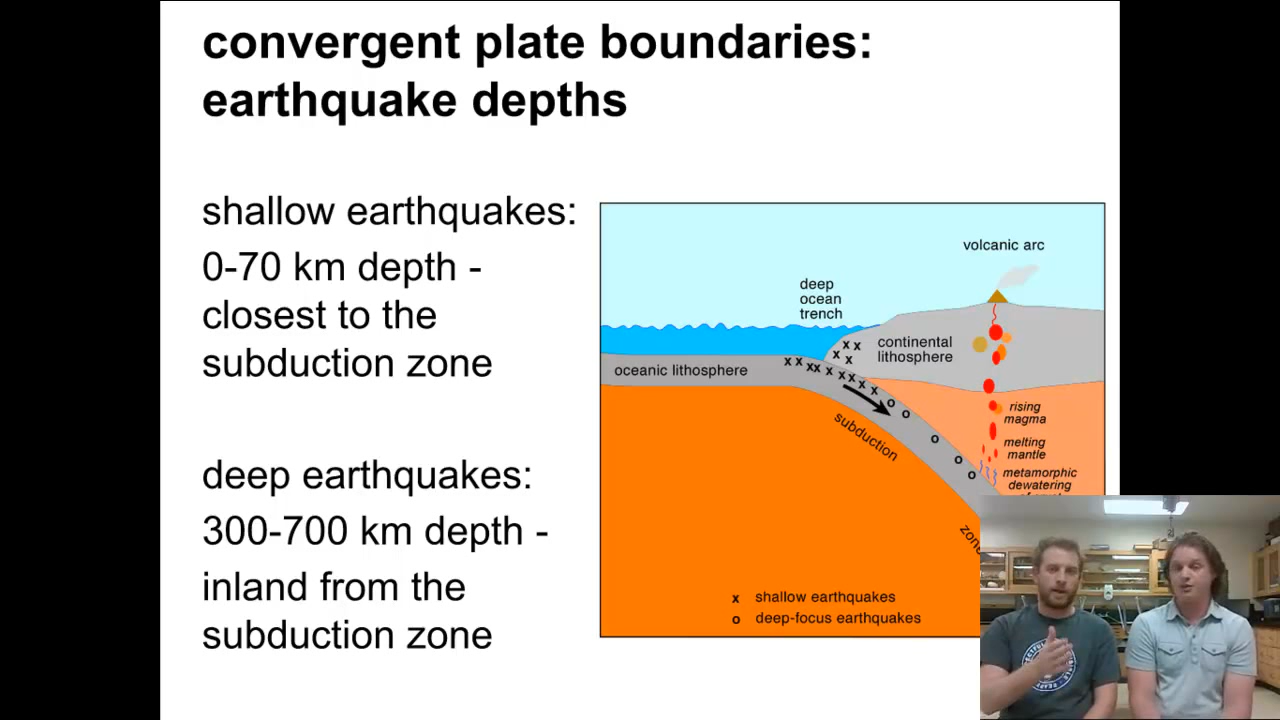 convergent plate boundaries:
earthquake depths
shallow earthquakes:
0-70 km depth -
closest to the
subduction zone
deep earthquakes:
300-700 km depth -
inland from the
subduction zone
volcanic arc
deep
ocean
trench
continental
lithosphere
oceanic lithosphere
rising
magma
subduction
melting
mantle
metamorphic
dewatering
zone
x shallow earthquakes
o deep-focus earthquakes